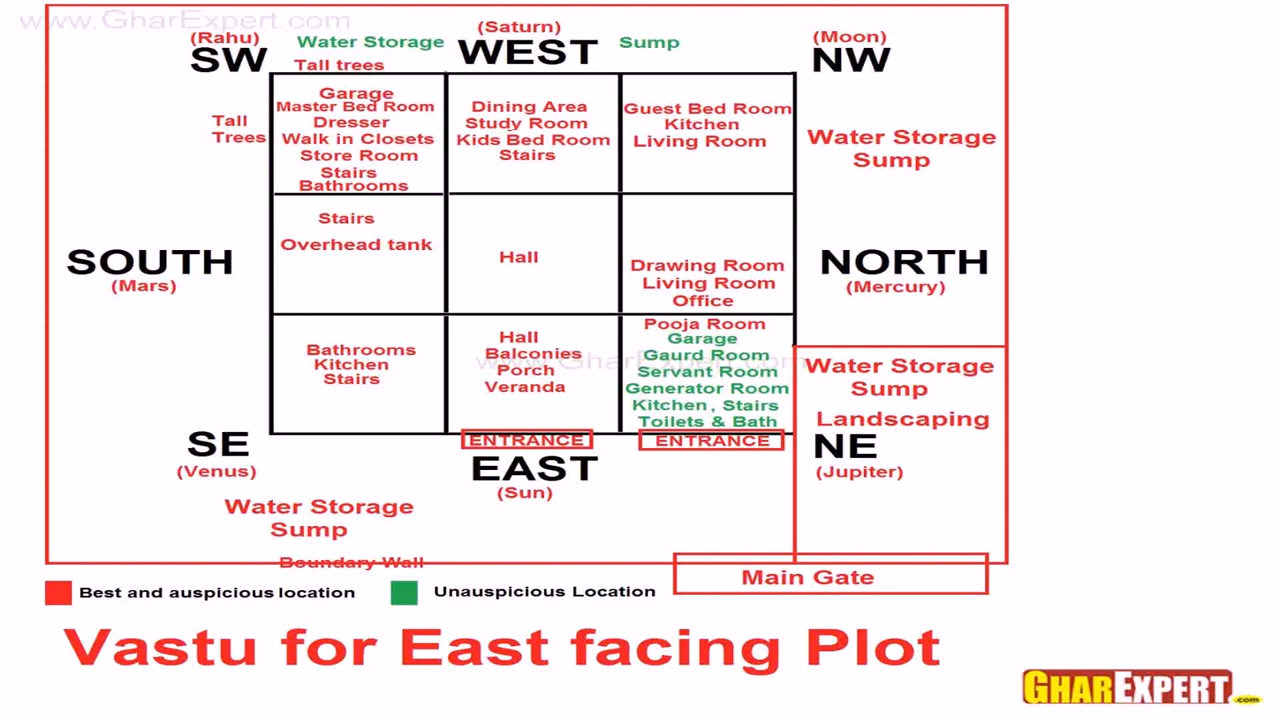 www.GharExpert.com
(Rahu)
SW
Water Storage
Tall trees
(Saturn)
WEST
Sump
(Moon)
NW
Tall
Trees
Garage
Master Bed Room
Dresser
Walk in Closets
Store Room
Stairs
Bathrooms
Dining Area
Study Room
Kids Bed Room
Stairs
Guest Bed Room
Kitchen
Living Room
Water Storage
Sump
SOUTH
(Mars)
Stairs
Overhead tank
Hall
Drawing Room
Living Room
Office
NORTH
(Mercury)
Bathrooms
Kitchen
Stairs
Hall
Balconies
Porch
Veranda
www.GharExpert.com
Pooja Room
Garage
Gaurd Room
Servant Room
Generator Room
Kitchen, Stairs
Toilets & Bath
Water Storage
Sump
Landscaping
NE
(Jupiter)
SE
(Venus)
ENTRANCE
ENTRANCE
EAST
(Sun)
Water Storage
Sump
Boundary Wall
Main Gate
Best and auspicious location
Unauspicious Location
Vastu for East facing Plot
GHAREXPERT.com